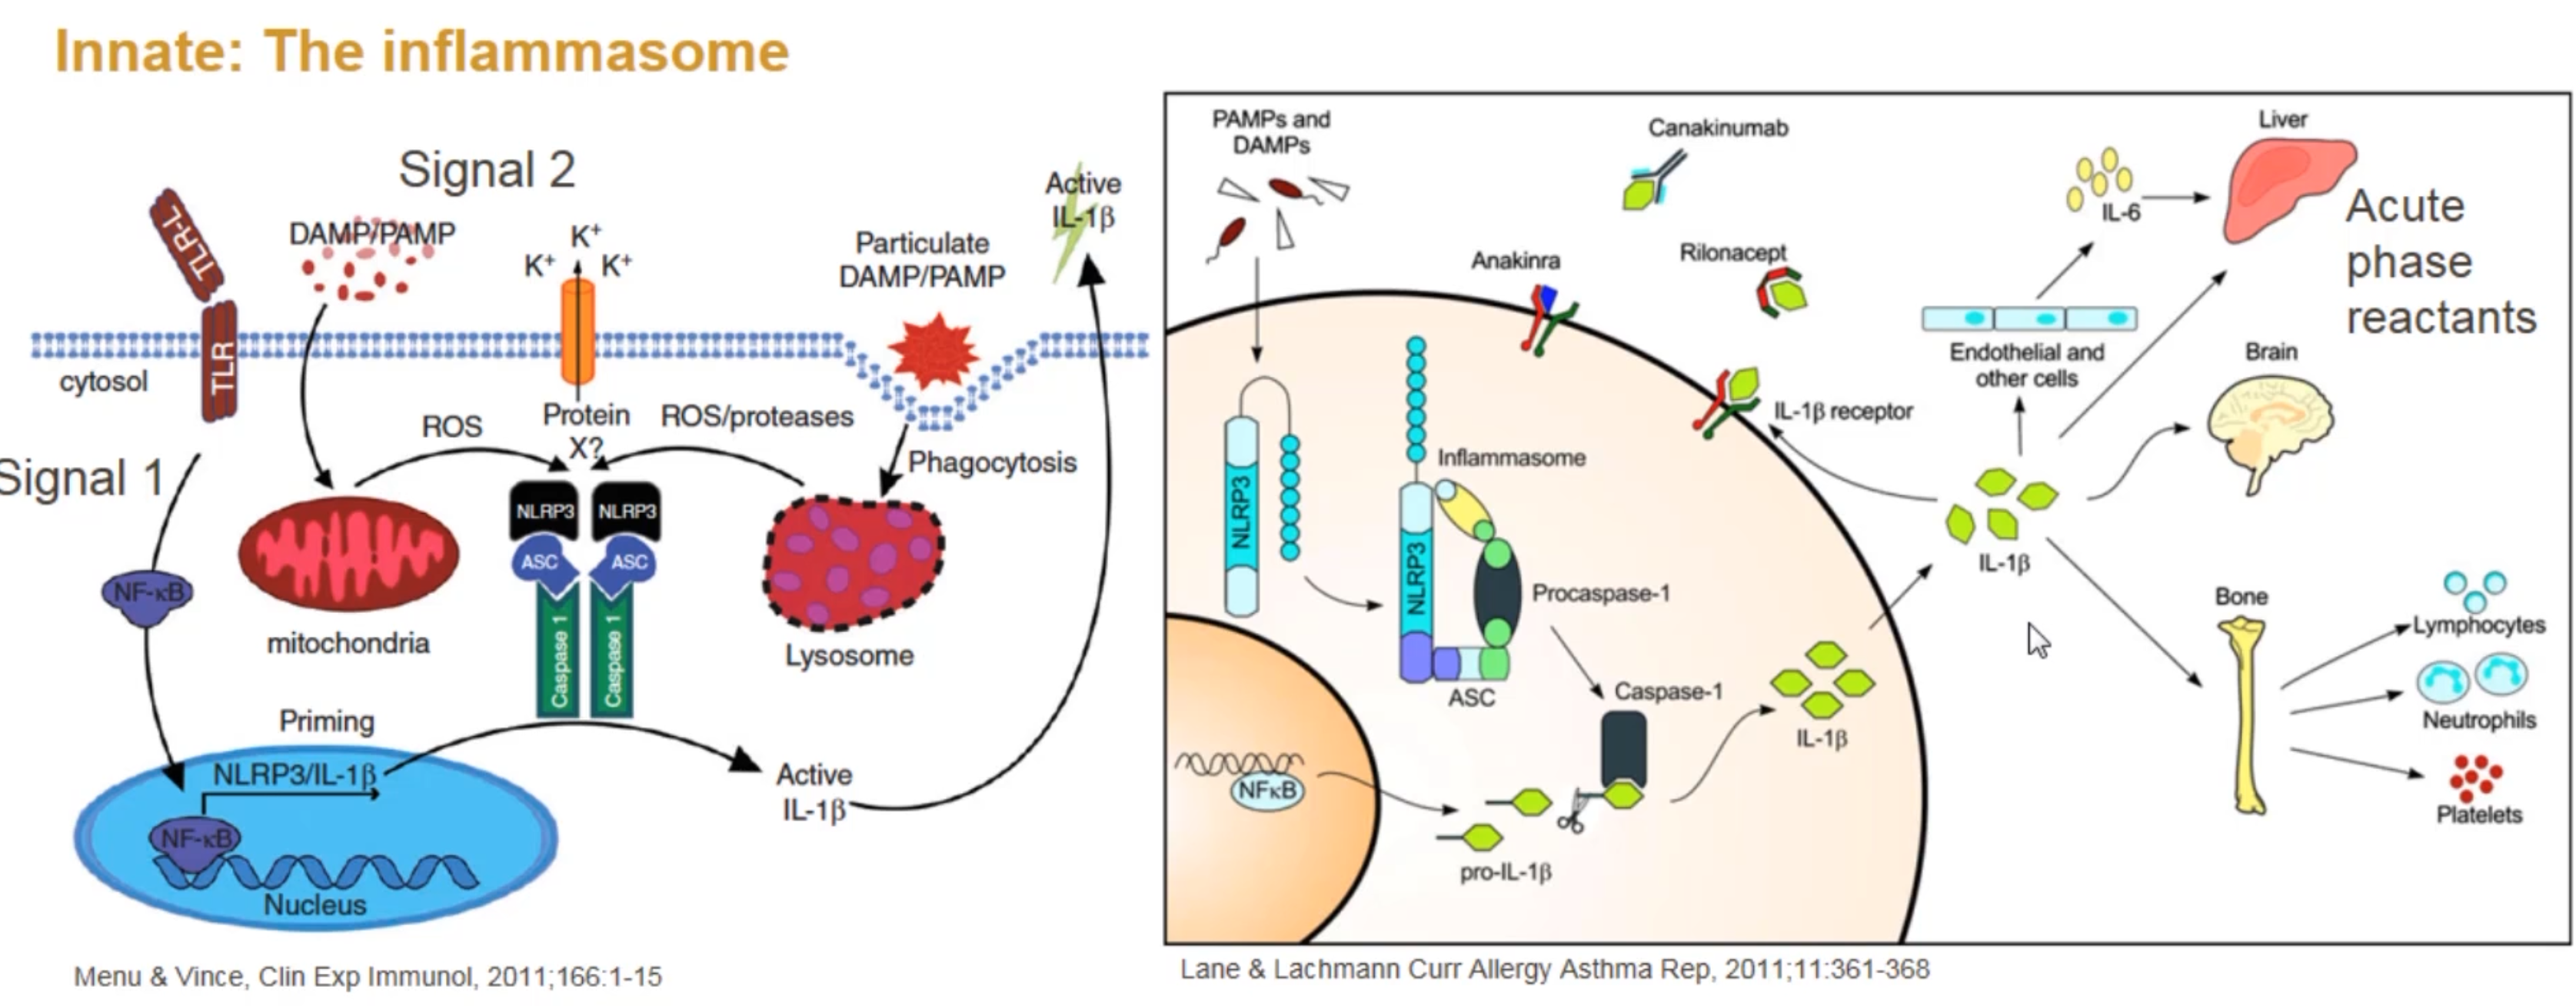 Innate: The inflammasome
Signal 2
TLR-L
DAMP/PAMP
K⁺
K⁺
K⁺
Particulate
DAMP/PAMP
Active
IL-1β
TLR
cytosol
Signal 1
ROS
Protein
X?
ROS/proteases
Phagocytosis
NLRP3
NLRP3
ASC
ASC
Caspase 1
Caspase 1
NF-κB
mitochondria
Lysosome
Priming
NLRP3/IL-1β
NF-κB
Nucleus
Active
IL-1β
Menu & Vince, Clin Exp Immunol, 2011;166:1-15
PAMPs and
DAMPs
Canakinumab
Anakinra
Rilonacept
IL-1β receptor
NLRP3
Inflammasome
NLRP3
Procaspase-1
ASC
Caspase-1
IL-1β
NFκB
pro-IL-1β
Liver
IL-6
Acute
phase
reactants
Endothelial and
other cells
Brain
IL-1β
Bone
Lymphocytes
Neutrophils
Platelets
Lane & Lachmann Curr Allergy Asthma Rep, 2011;11:361-368